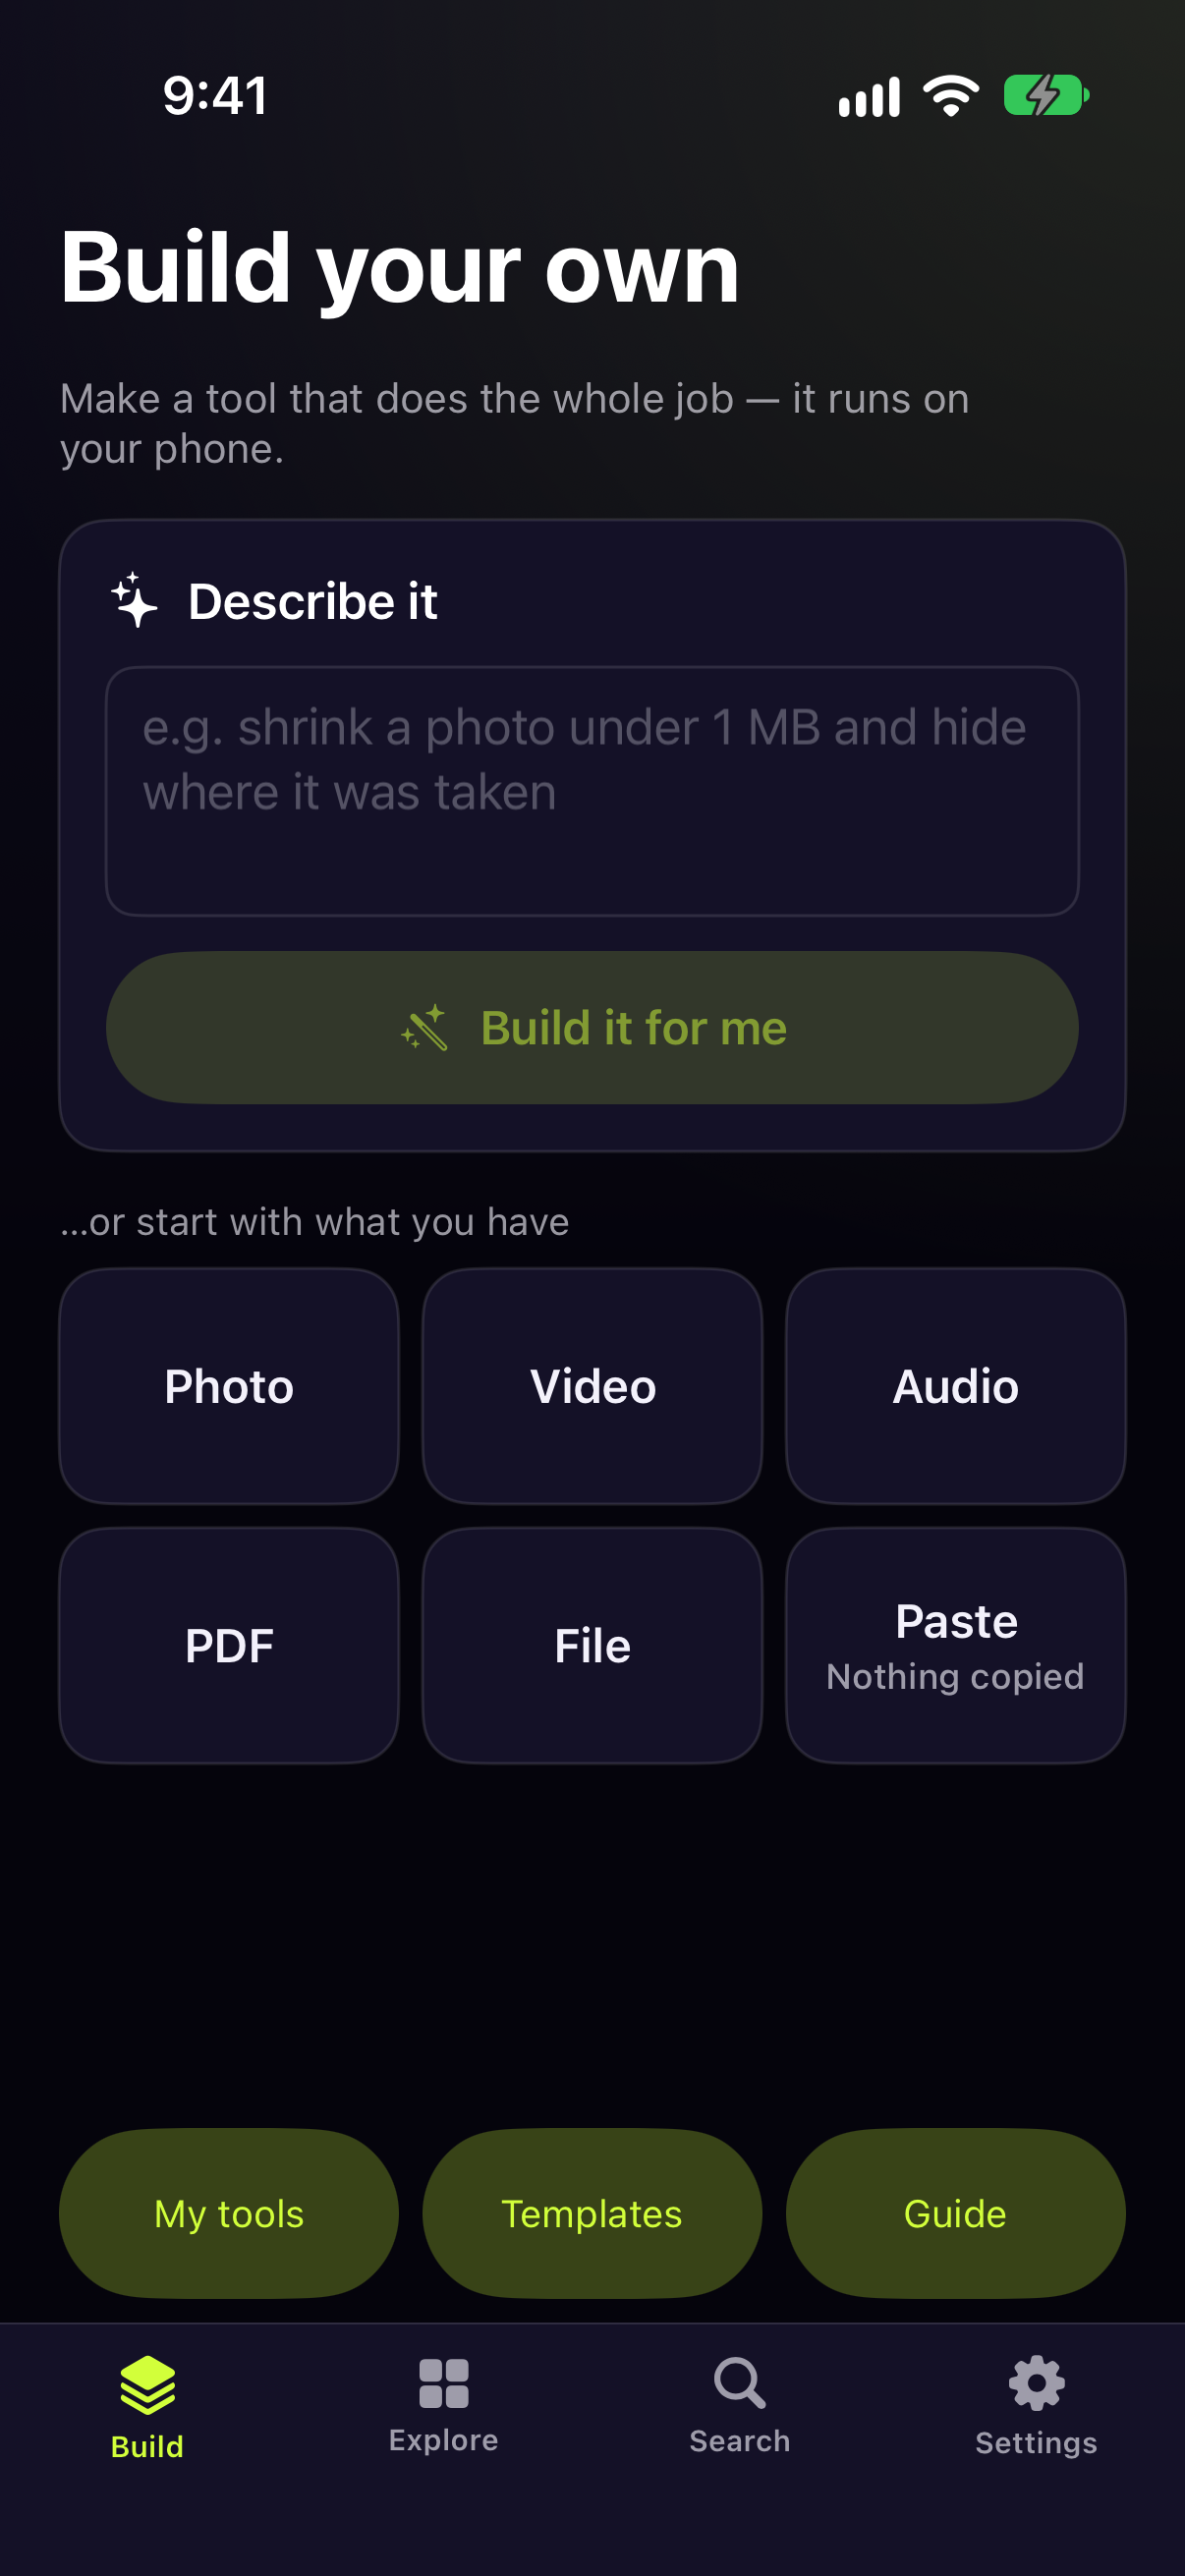 9:41
Build your own
Make a tool that does the whole job — it runs on
your phone.
Describe it
e.g. shrink a photo under 1 MB and hide
where it was taken
Build it for me
...or start with what you have
Photo
Video
Audio
PDF
File
Paste
Nothing copied
My tools
Templates
Guide
Build
Explore
Search
Settings